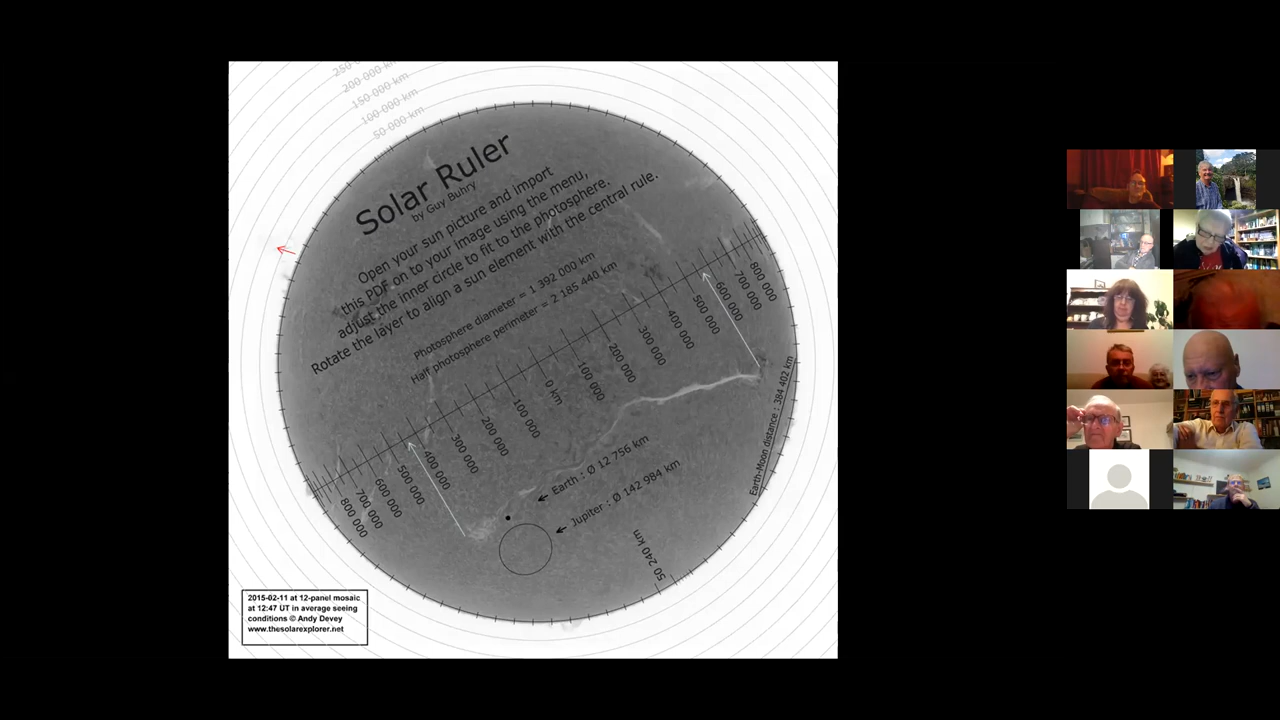 250 000 km
200 000 km
150 000 km
100 000 km
50 000 km
Solar Ruler
by Guy Buhry
Open your sun picture and import
this PDF on to your image using the menu,
adjust the inner circle to fit to the photosphere.
Rotate the layer to align a sun element with the central rule.
Photosphere diameter = 1 392 000 km
Half photosphere perimeter = 2 185 440 km
800 000
700 000
600 000
500 000
400 000
300 000
200 000
100 000
0 km
100 000
200 000
300 000
400 000
500 000
600 000
700 000
800 000
Earth : Ø 12 756 km
Jupiter : Ø 142 984 km
50 240 km
Earth-Moon distance : 384 402 km
2015-02-11 at 12-panel mosaic
at 12:47 UT in average seeing
conditions © Andy Devey
www.thesolarexplorer.net